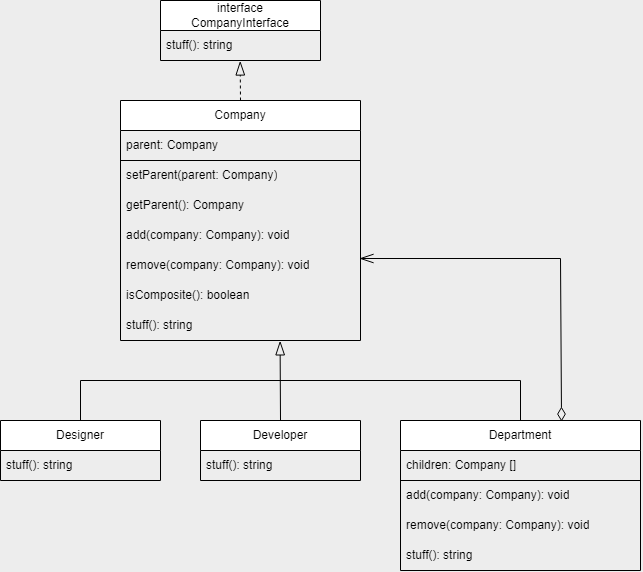 interface
CompanyInterface
stuff(): string
Company
parent: Company
setParent(parent: Company)
getParent(): Company
add(company: Company): void
remove(company: Company): void
isComposite(): boolean
stuff(): string
Designer
stuff(): string
Developer
stuff(): string
Department
children: Company []
add(company: Company): void
remove(company: Company): void
stuff(): string